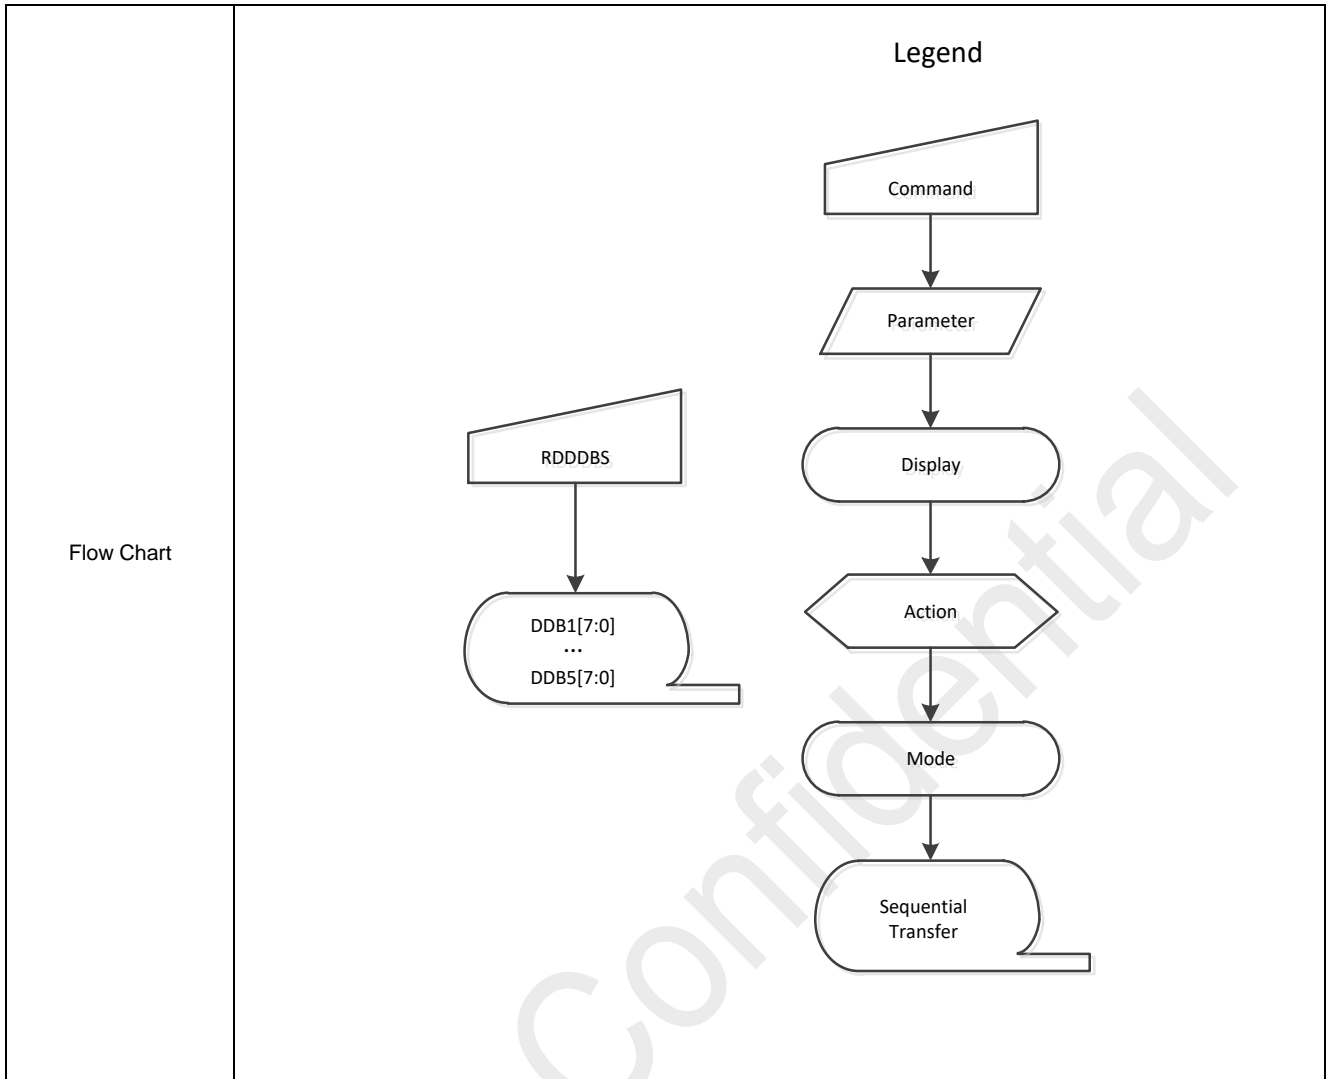 Legend
Command
Parameter
RDDDBS
Display
Flow Chart
DDB1[7:0]
...
DDB5[7:0]
Action
Mode
Sequential
Transfer
Confidential